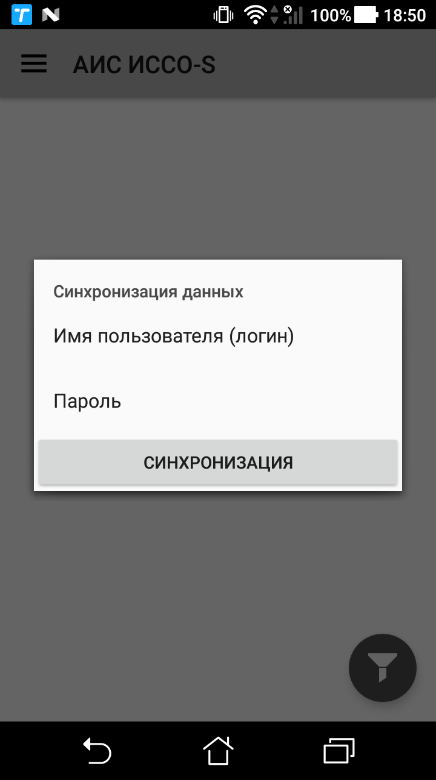 100% 18:50
АИС ИССО-S
Синхронизация данных
Имя пользователя (логин)
Пароль
СИНХРОНИЗАЦИЯ